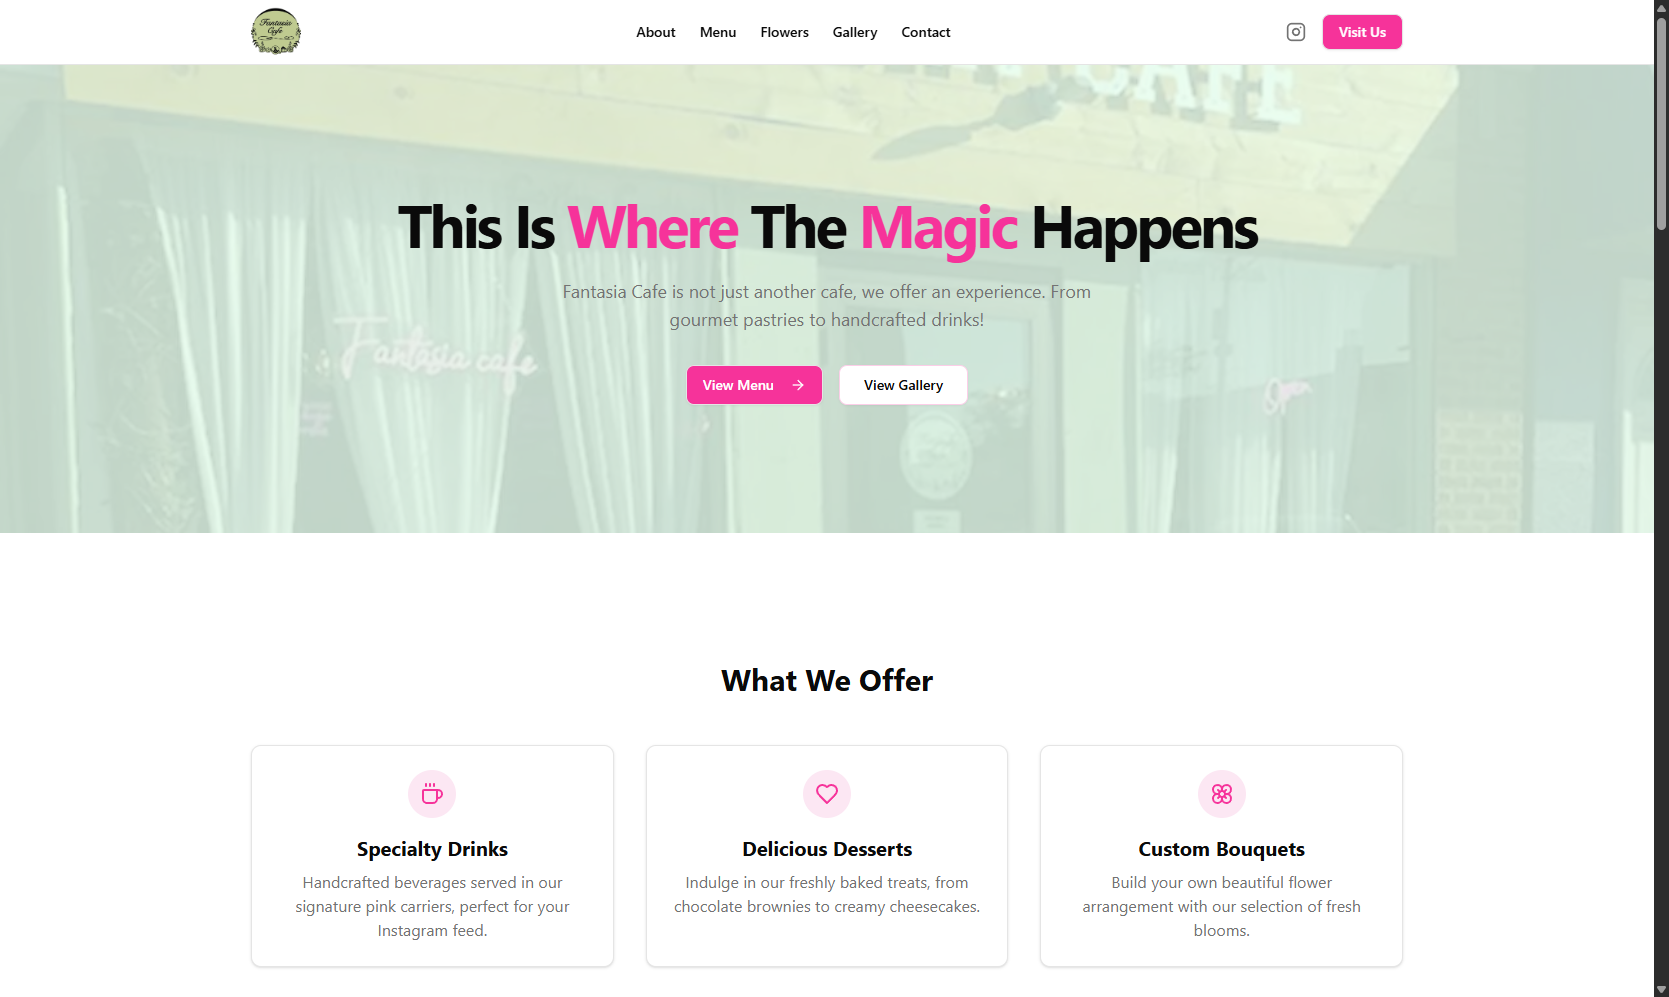 Fantasia
Cafe
About
Menu
Flowers
Gallery
Contact
Visit Us
CAFE
This Is Where The Magic Happens
Fantasia Cafe is not just another cafe, we offer an experience. From
gourmet pastries to handcrafted drinks!
Fantasia cafe
Open
View Menu
View Gallery
What We Offer
Specialty Drinks
Handcrafted beverages served in our
signature pink carriers, perfect for your
Instagram feed.
Delicious Desserts
Indulge in our freshly baked treats, from
chocolate brownies to creamy cheesecakes.
Custom Bouquets
Build your own beautiful flower
arrangement with our selection of fresh
blooms.